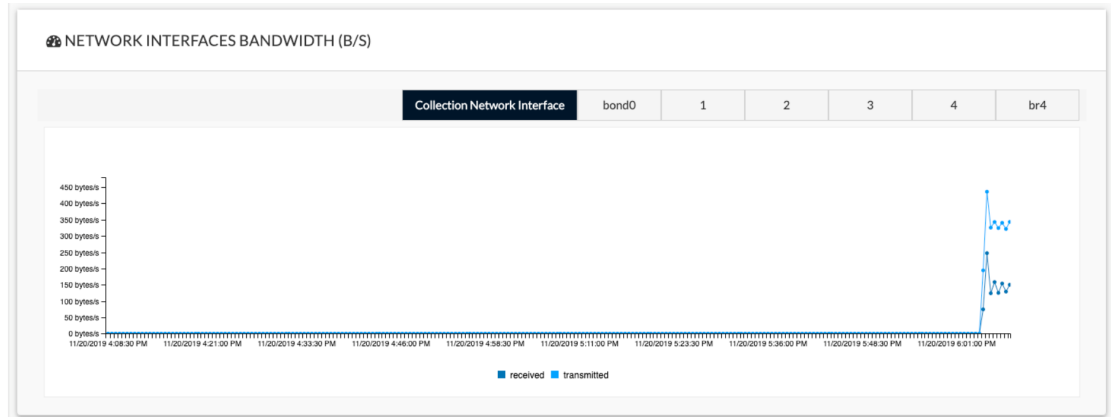 NETWORK INTERFACES BANDWIDTH (B/S)
Collection Network Interface bond0 1 2 3 4 br4
450 bytes/s
400 bytes/s
350 bytes/s
300 bytes/s
250 bytes/s
200 bytes/s
150 bytes/s
100 bytes/s
50 bytes/s
0 bytes/s
11/20/2019 4:08:30 PM 11/20/2019 4:21:00 PM 11/20/2019 4:33:30 PM 11/20/2019 4:46:00 PM 11/20/2019 4:58:30 PM 11/20/2019 5:11:00 PM 11/20/2019 5:23:30 PM 11/20/2019 5:36:00 PM 11/20/2019 5:48:30 PM 11/20/2019 6:01:00 PM
received transmitted